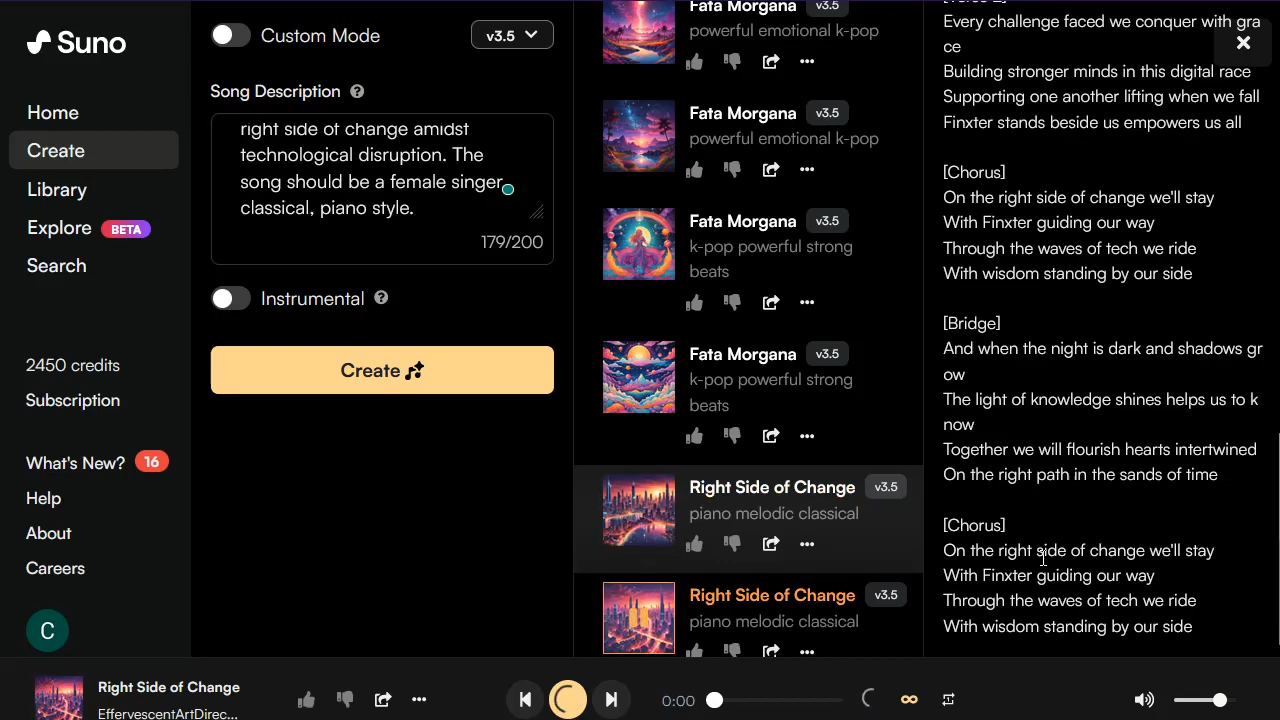 Suno
Home
Create
Library
Explore BETA
Search
2450 credits
Subscription
What's New? 16
Help
About
Careers
C
Custom Mode
v3.5
Song Description
right side of change amidst
technological disruption. The
song should be a female singer,
classical, piano style.
179/200
Instrumental
Create
Fata Morgana v3.5
powerful emotional k-pop
Fata Morgana v3.5
powerful emotional k-pop
Fata Morgana v3.5
k-pop powerful strong
beats
Fata Morgana v3.5
k-pop powerful strong
beats
Right Side of Change v3.5
piano melodic classical
Right Side of Change v3.5
piano melodic classical
Every challenge faced we conquer with gra
ce
Building stronger minds in this digital race
Supporting one another lifting when we fall
Finxter stands beside us empowers us all
[Chorus]
On the right side of change we'll stay
With Finxter guiding our way
Through the waves of tech we ride
With wisdom standing by our side
[Bridge]
And when the night is dark and shadows gr
ow
The light of knowledge shines helps us to k
now
Together we will flourish hearts intertwined
On the right path in the sands of time
[Chorus]
On the right side of change we'll stay
With Finxter guiding our way
Through the waves of tech we ride
With wisdom standing by our side
Right Side of Change
EffervescentArtDirec...
0:00